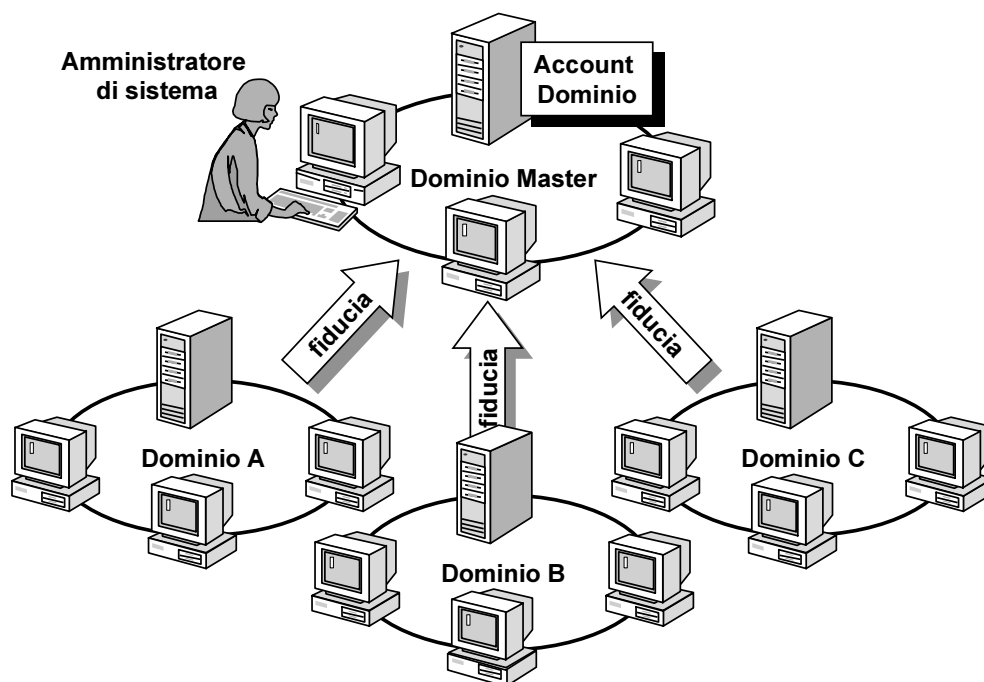 Amministratore
di sistema
Account
Dominio
Dominio Master
fiducia
fiducia
fiducia
Dominio A
Dominio C
Dominio B